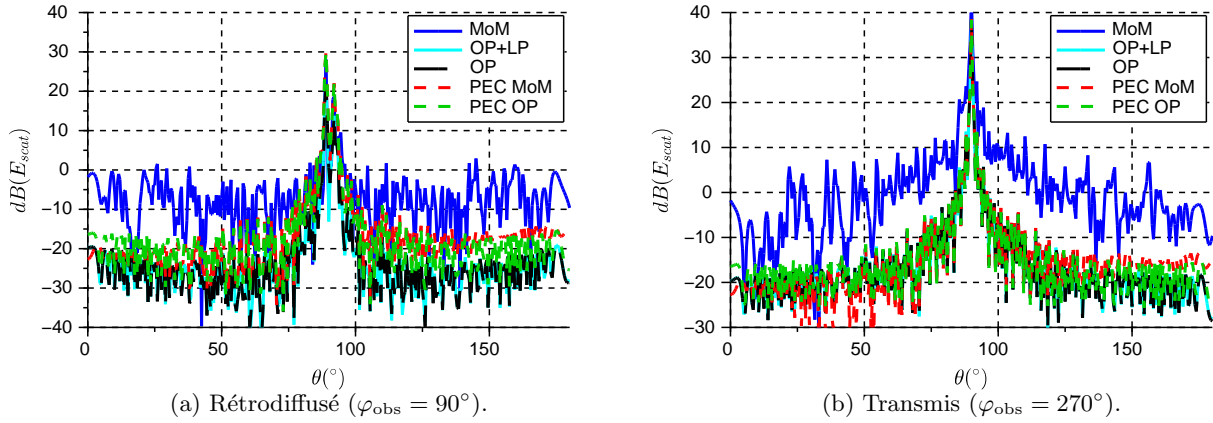 40
30
20
10
0
−10
−20
−30
−40
dB(E_scat)
MoM
OP+LP
OP
PEC MoM
PEC OP
0 50 100 150
θ(°)
(a) Rétrodiffusé (φobs = 90°).
40
30
20
10
0
−10
−20
−30
dB(E_scat)
MoM
OP+LP
OP
PEC MoM
PEC OP
0 50 100 150
θ(°)
(b) Transmis (φobs = 270°).